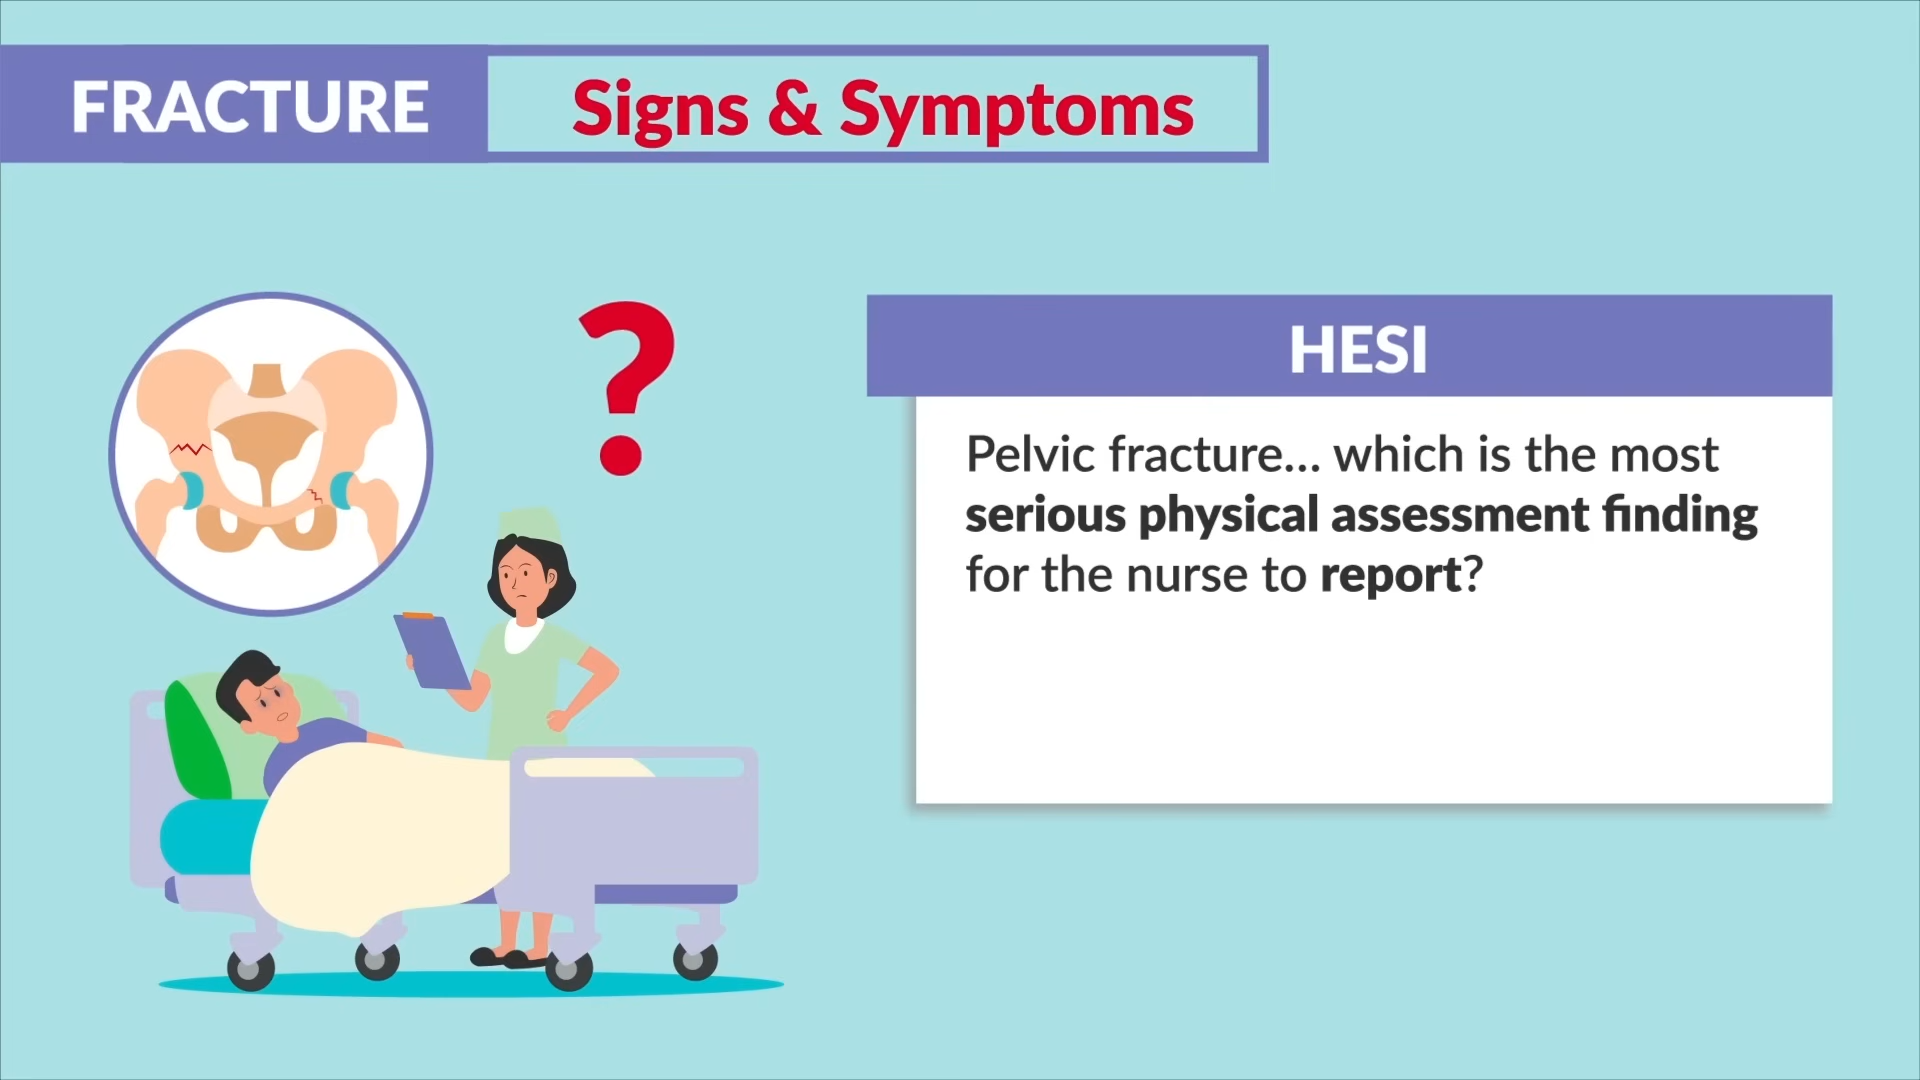 FRACTURE
Signs & Symptoms
?
HESI
Pelvic fracture... which is the most
serious physical assessment finding
for the nurse to report?